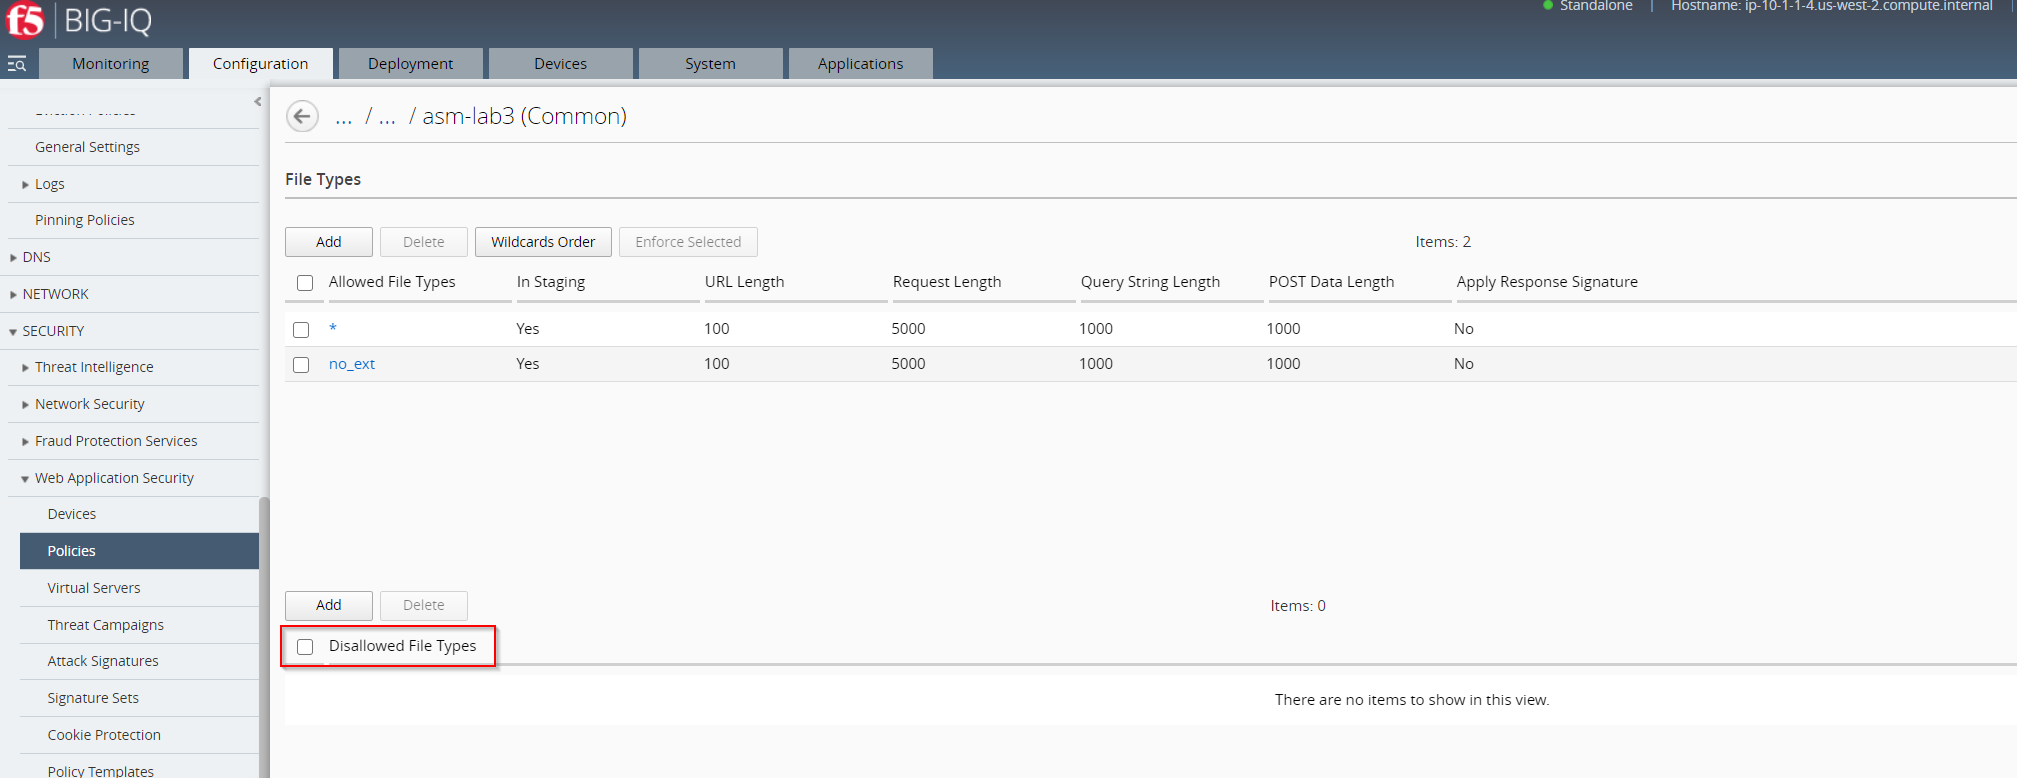 f5 BIG-IQ
Standalone | Hostname: ip-10-1-1-4.us-west-2.compute.internal
Monitoring Configuration Deployment Devices System Applications
General Settings
Logs
Pinning Policies
DNS
NETWORK
SECURITY
Threat Intelligence
Network Security
Fraud Protection Services
Web Application Security
Devices
Policies
Virtual Servers
Threat Campaigns
Attack Signatures
Signature Sets
Cookie Protection
Policy Templates
... / ... / asm-lab3 (Common)
File Types
Add Delete Wildcards Order Enforce Selected Items: 2
Allowed File Types In Staging URL Length Request Length Query String Length POST Data Length Apply Response Signature
* Yes 100 5000 1000 1000 No
no_ext Yes 100 5000 1000 1000 No
Add Delete Items: 0
Disallowed File Types
There are no items to show in this view.